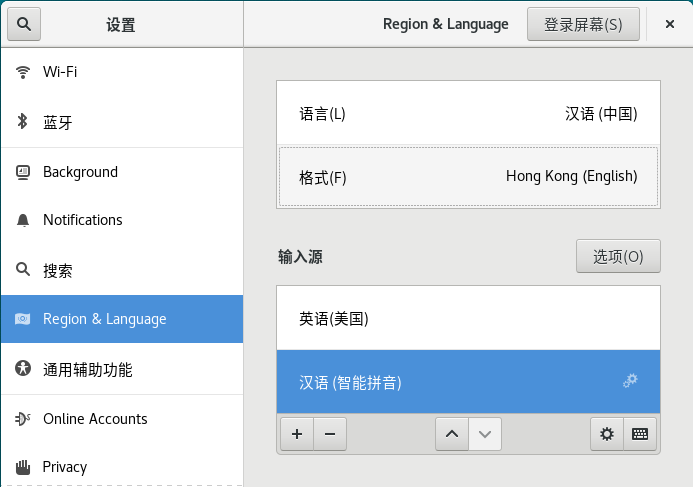 设置
Region & Language
登录屏幕(S)
Wi-Fi
蓝牙
Background
Notifications
搜索
Region & Language
通用辅助功能
Online Accounts
Privacy
语言(L)
汉语 (中国)
格式(F)
Hong Kong (English)
输入源
选项(O)
英语(美国)
汉语 (智能拼音)